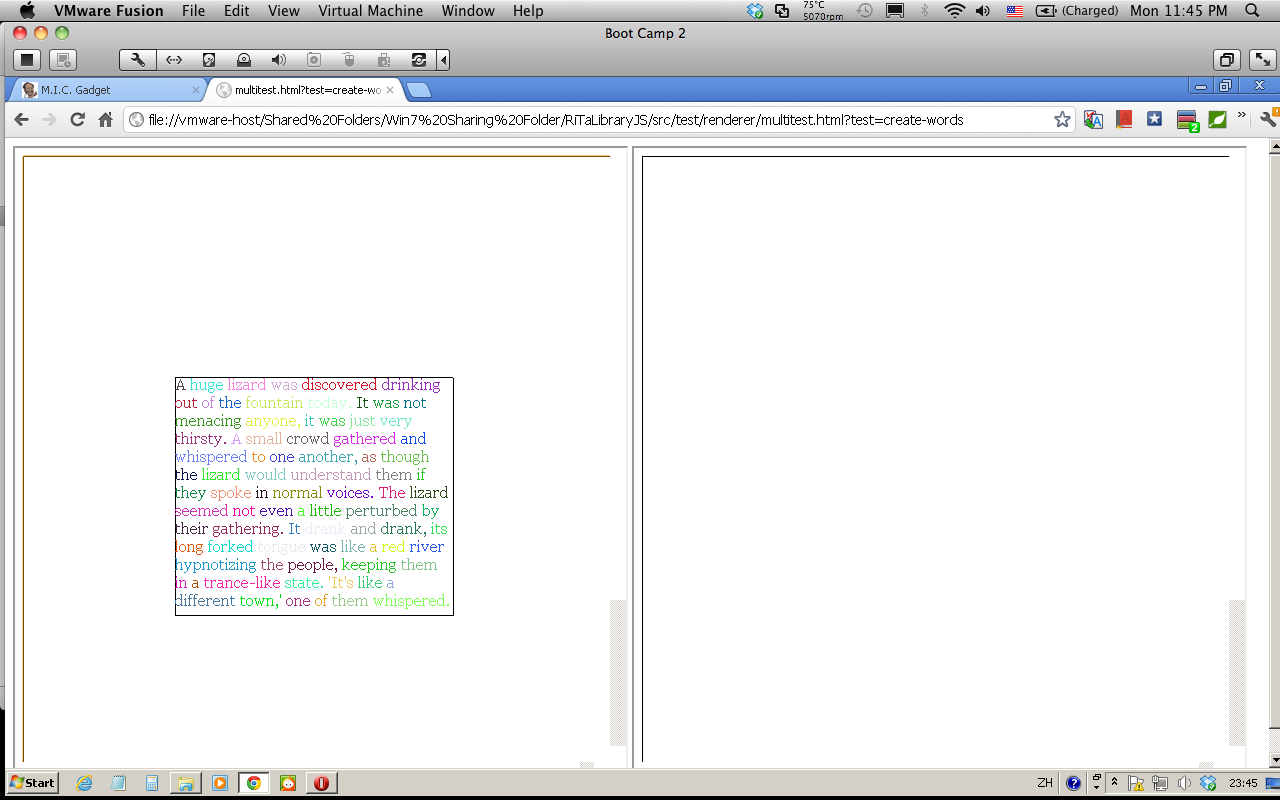 VMware Fusion File Edit View Virtual Machine Window Help 75°C 5070rpm (Charged) Mon 11:45 PM
Boot Camp 2
M.I.C. Gadget multitest.html?test=create-wo
file://vmware-host/Shared%20Folders/Win7%20Sharing%20Folder/RiTaLibraryJS/src/test/renderer/multitest.html?test=create-words 2 »
A huge lizard was discovered drinking
out of the fountain today. It was not
menacing anyone, it was just very
thirsty. A small crowd gathered and
whispered to one another, as though
the lizard would understand them if
they spoke in normal voices. The lizard
seemed not even a little perturbed by
their gathering. It drank and drank, its
long forked tongue was like a red river
hypnotizing the people, keeping them
in a trance-like state. 'It's like a
different town,' one of them whispered.
Start ZH 23:45